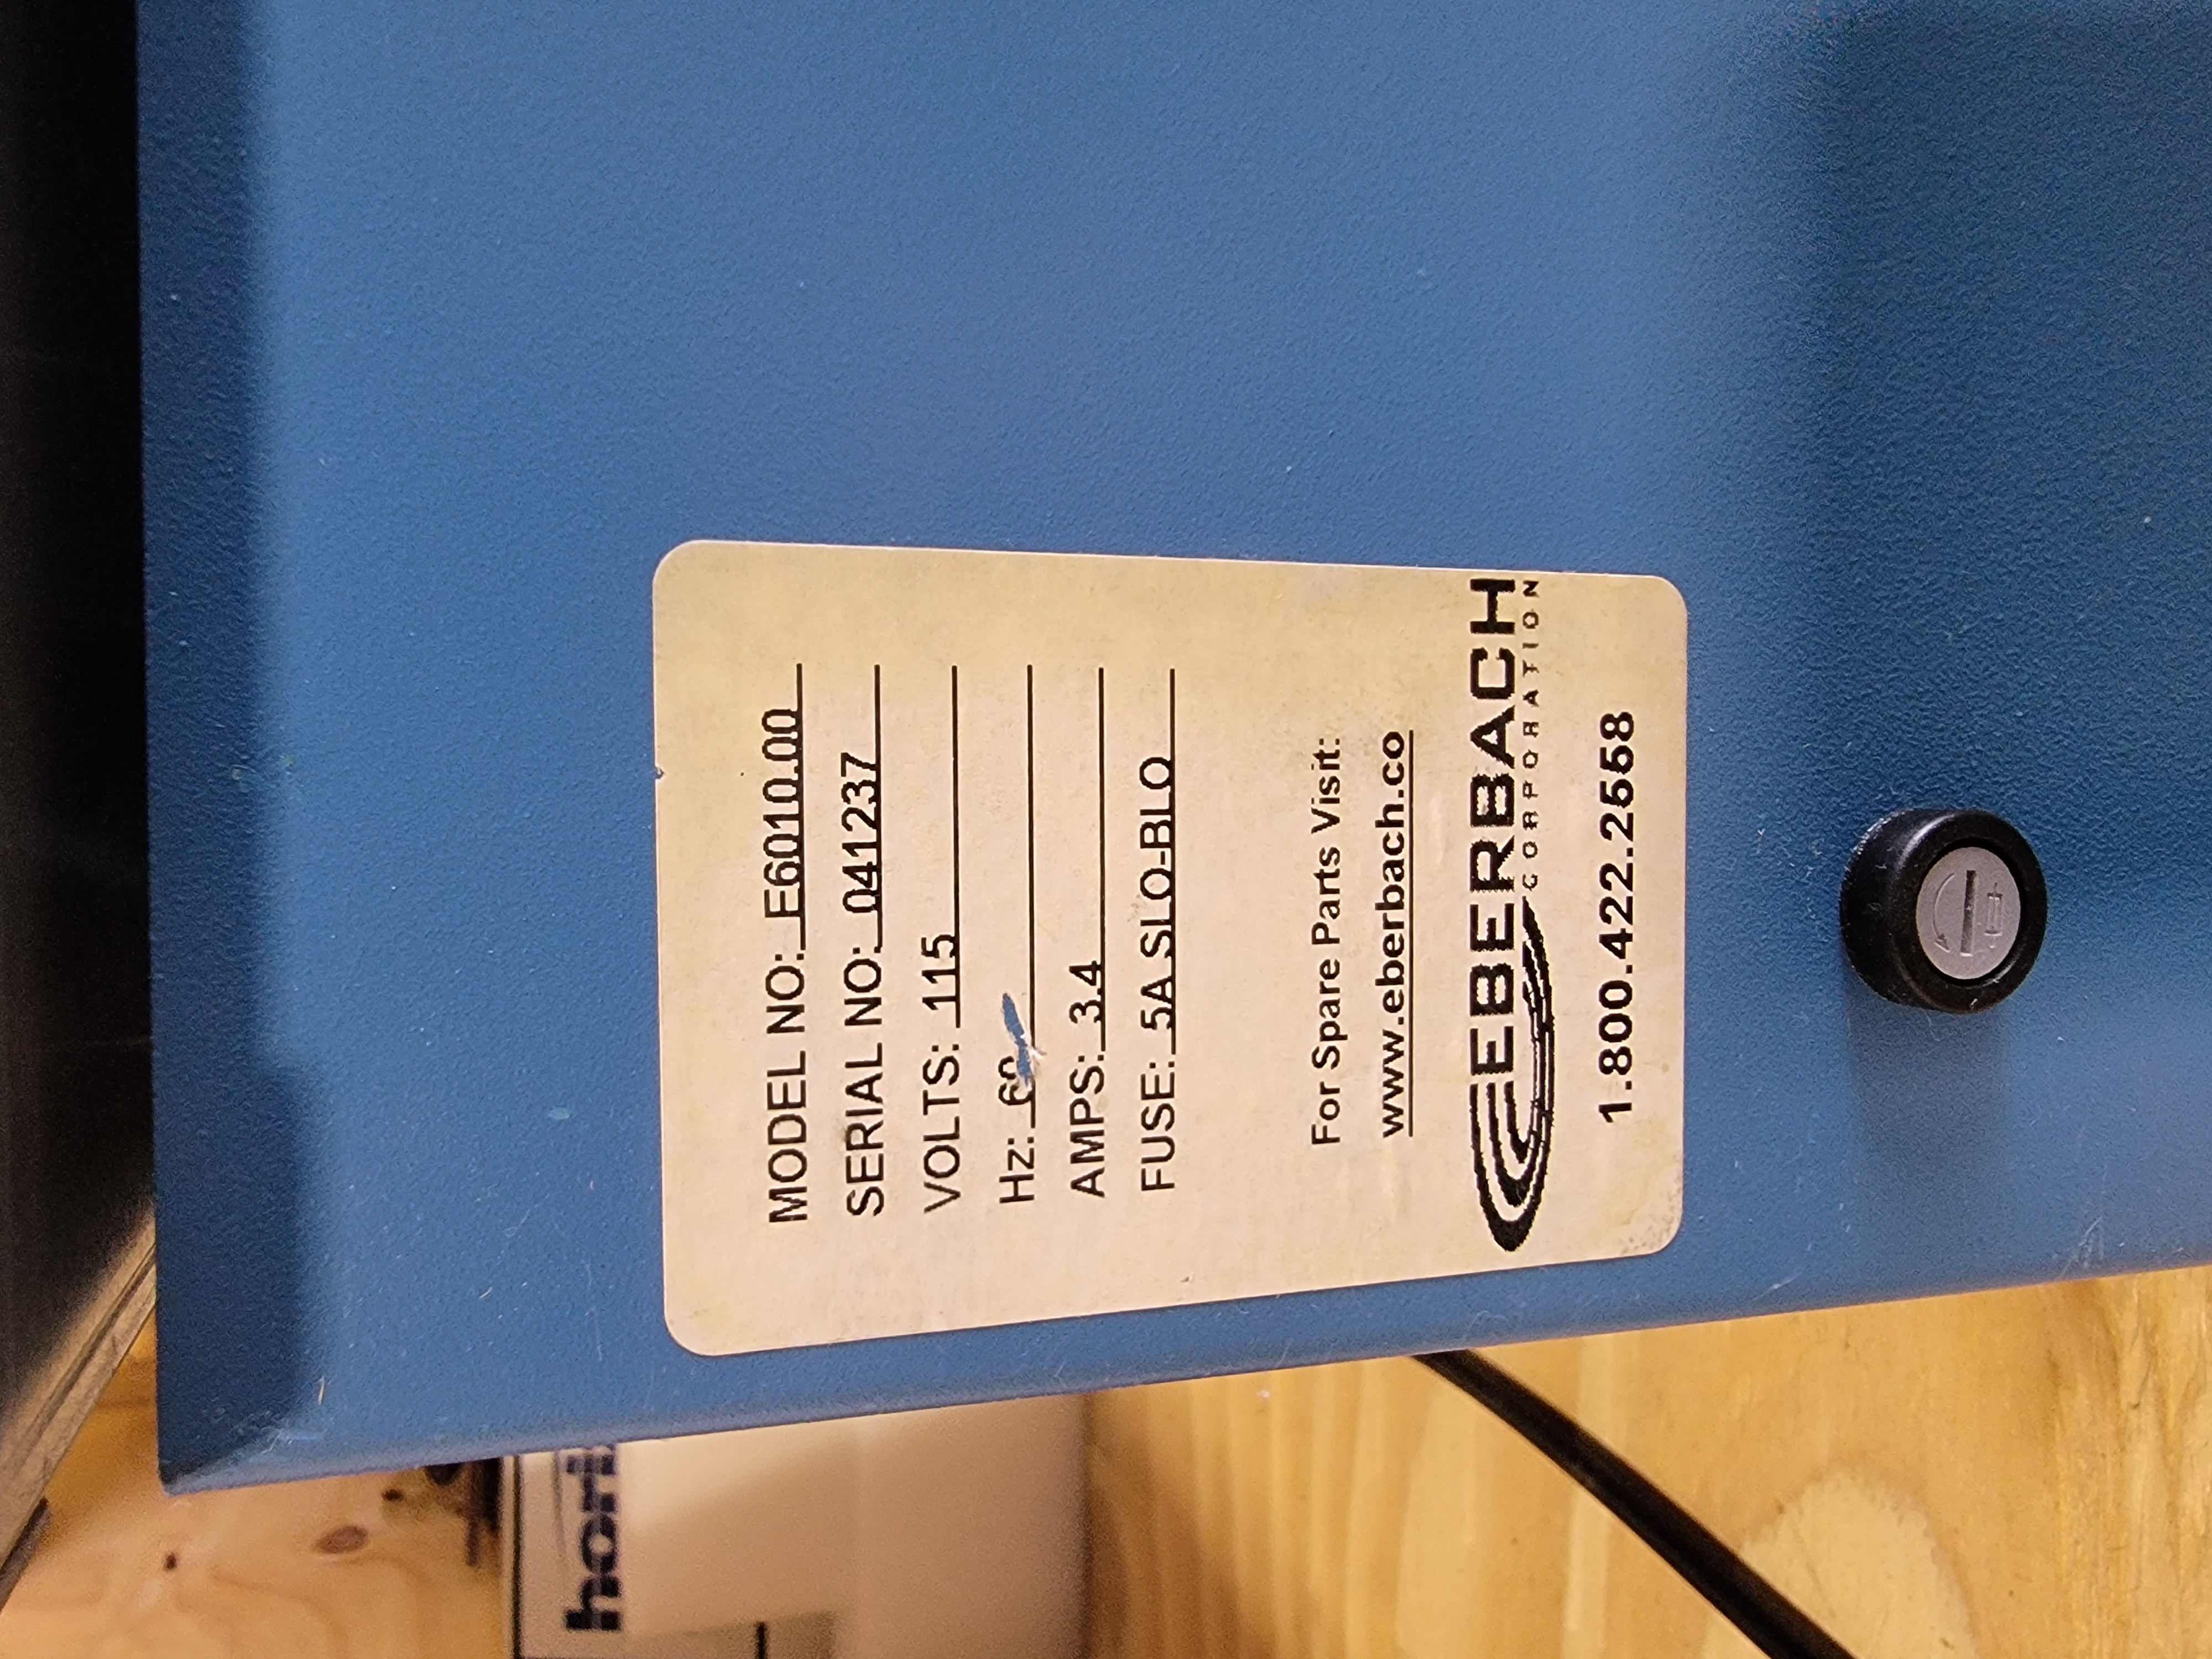 MODEL NO: E6010.00
SERIAL NO: 041237
VOLTS: 115
Hz: 60
AMPS: 3.4
FUSE: 5A SLO-BLO
For Spare Parts Visit:
www.eberbach.co
EBERBACH
CORPORATION
1.800.422.2558